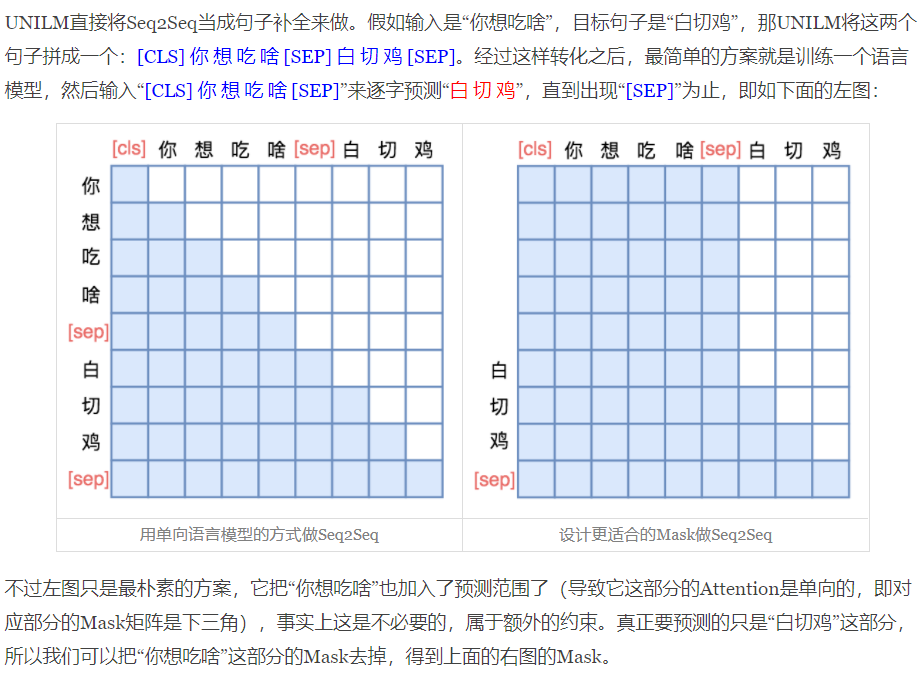 UNILM直接将Seq2Seq当成句子补全来做。假如输入是“你想吃啥”，目标句子是“白切鸡”，那UNILM将这两个
句子拼成一个：[CLS] 你 想 吃 啥 [SEP] 白 切 鸡 [SEP]。经过这样转化之后，最简单的方案就是训练一个语言
模型，然后输入“[CLS] 你 想 吃 啥 [SEP]”来逐字预测“白 切 鸡”，直到出现“[SEP]”为止，即如下面的左图：
[cls] 你 想 吃 啥 [sep] 白 切 鸡
你
想
吃
啥
[sep]
白
切
鸡
[sep]
用单向语言模型的方式做Seq2Seq
[cls] 你 想 吃 啥 [sep] 白 切 鸡
白
切
鸡
[sep]
设计更适合的Mask做Seq2Seq
不过左图只是最朴素的方案，它把“你想吃啥”也加入了预测范围了（导致它这部分的Attention是单向的，即对
应部分的Mask矩阵是下三角），事实上这是不必要的，属于额外的约束。真正要预测的只是“白切鸡”这部分，
所以我们可以把“你想吃啥”这部分的Mask去掉，得到上面的右图的Mask。